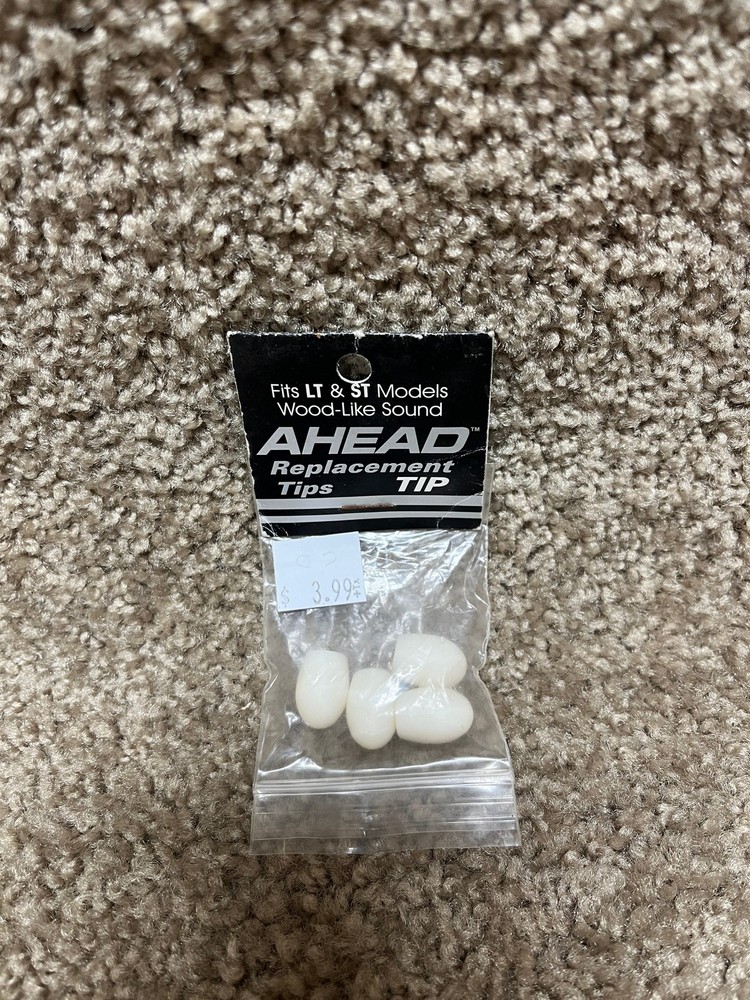 Fits LT & ST Models
Wood-Like Sound
AHEAD™
Replacement
Tips TIP
$ 3.99